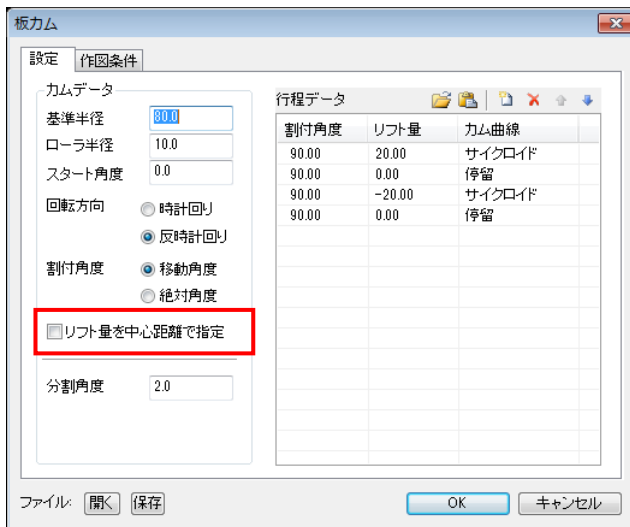 板カム
設定 作図条件
カムデータ
基準半径 80.0
ローラ半径 10.0
スタート角度 0.0
回転方向 時計回り
反時計回り
割付角度 移動角度
絶対角度
リフト量を中心距離で指定
分割角度 2.0
行程データ
割付角度 リフト量 カム曲線
90.00 20.00 サイクロイド
90.00 0.00 停留
90.00 -20.00 サイクロイド
90.00 0.00 停留
ファイル: 開く 保存 OK キャンセル